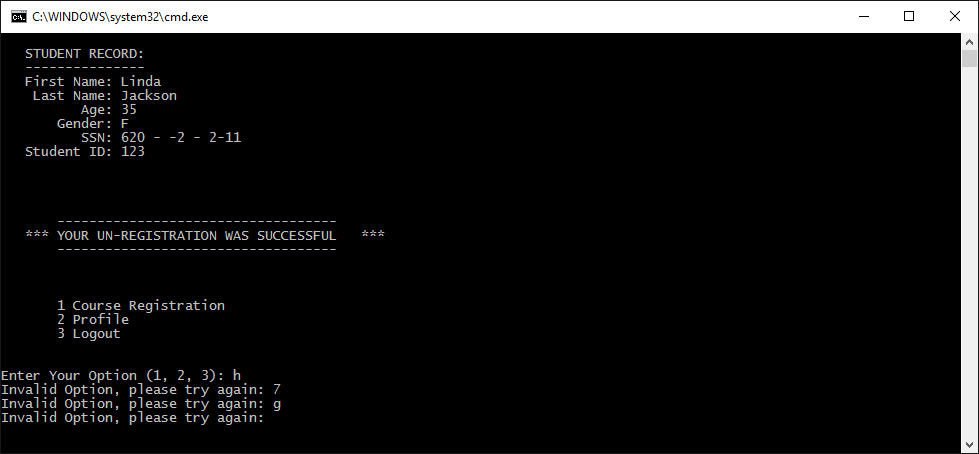 C:\WINDOWS\system32\cmd.exe
STUDENT RECORD:
---------------
First Name: Linda
Last Name: Jackson
Age: 35
Gender: F
SSN: 620 - -2 - 2-11
Student ID: 123
-----------------------------------
*** YOUR UN-REGISTRATION WAS SUCCESSFUL ***
-----------------------------------
1 Course Registration
2 Profile
3 Logout
Enter Your Option (1, 2, 3): h
Invalid Option, please try again: 7
Invalid Option, please try again: g
Invalid Option, please try again: